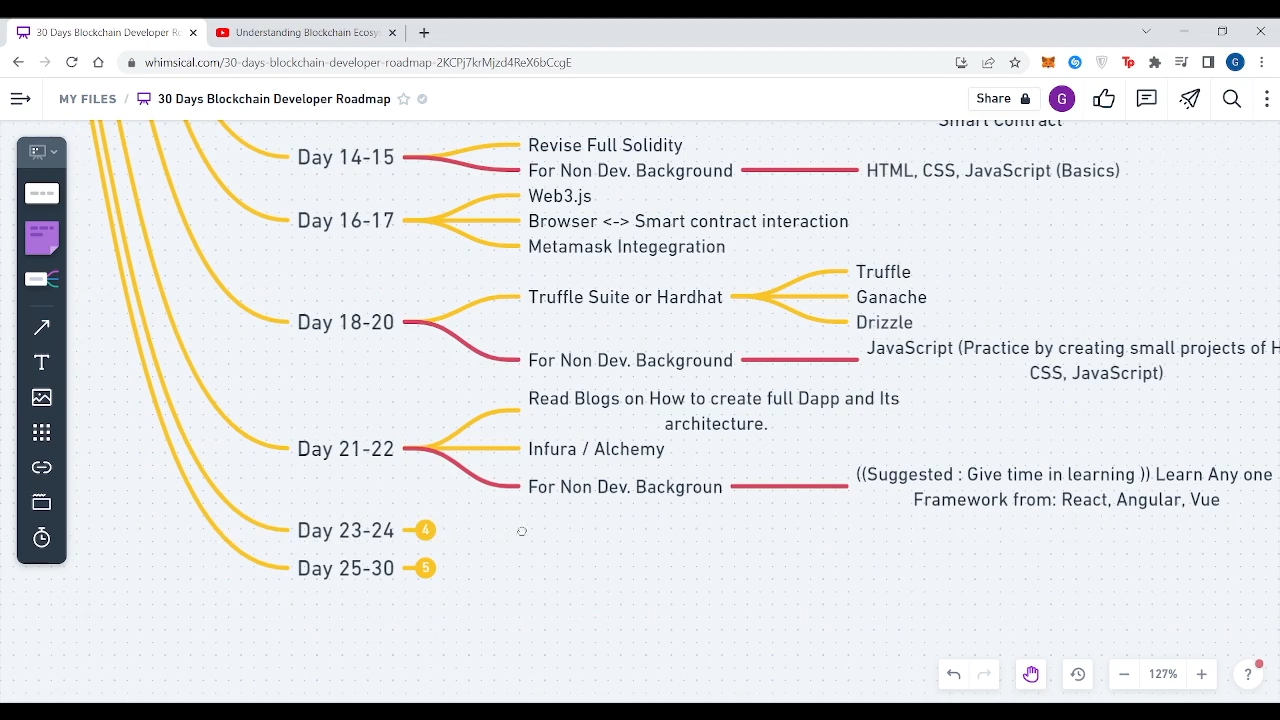 30 Days Blockchain Developer Ro
Understanding Blockchain Ecosys
whimsical.com/30-days-blockchain-developer-roadmap-2KCPj7krMjzd4ReX6bCcgE
Tp
G
MY FILES / 30 Days Blockchain Developer Roadmap
Share
G
Smart Contract
Day 14-15
Revise Full Solidity
For Non Dev. Background
HTML, CSS, JavaScript (Basics)
Day 16-17
Web3.js
Browser <-> Smart contract interaction
Metamask Integegration
Day 18-20
Truffle Suite or Hardhat
Truffle
Ganache
Drizzle
For Non Dev. Background
JavaScript (Practice by creating small projects of H
CSS, JavaScript)
Day 21-22
Read Blogs on How to create full Dapp and Its
architecture.
Infura / Alchemy
For Non Dev. Backgroun
((Suggested : Give time in learning )) Learn Any one
Framework from: React, Angular, Vue
Day 23-24
4
Day 25-30
5
127%
?